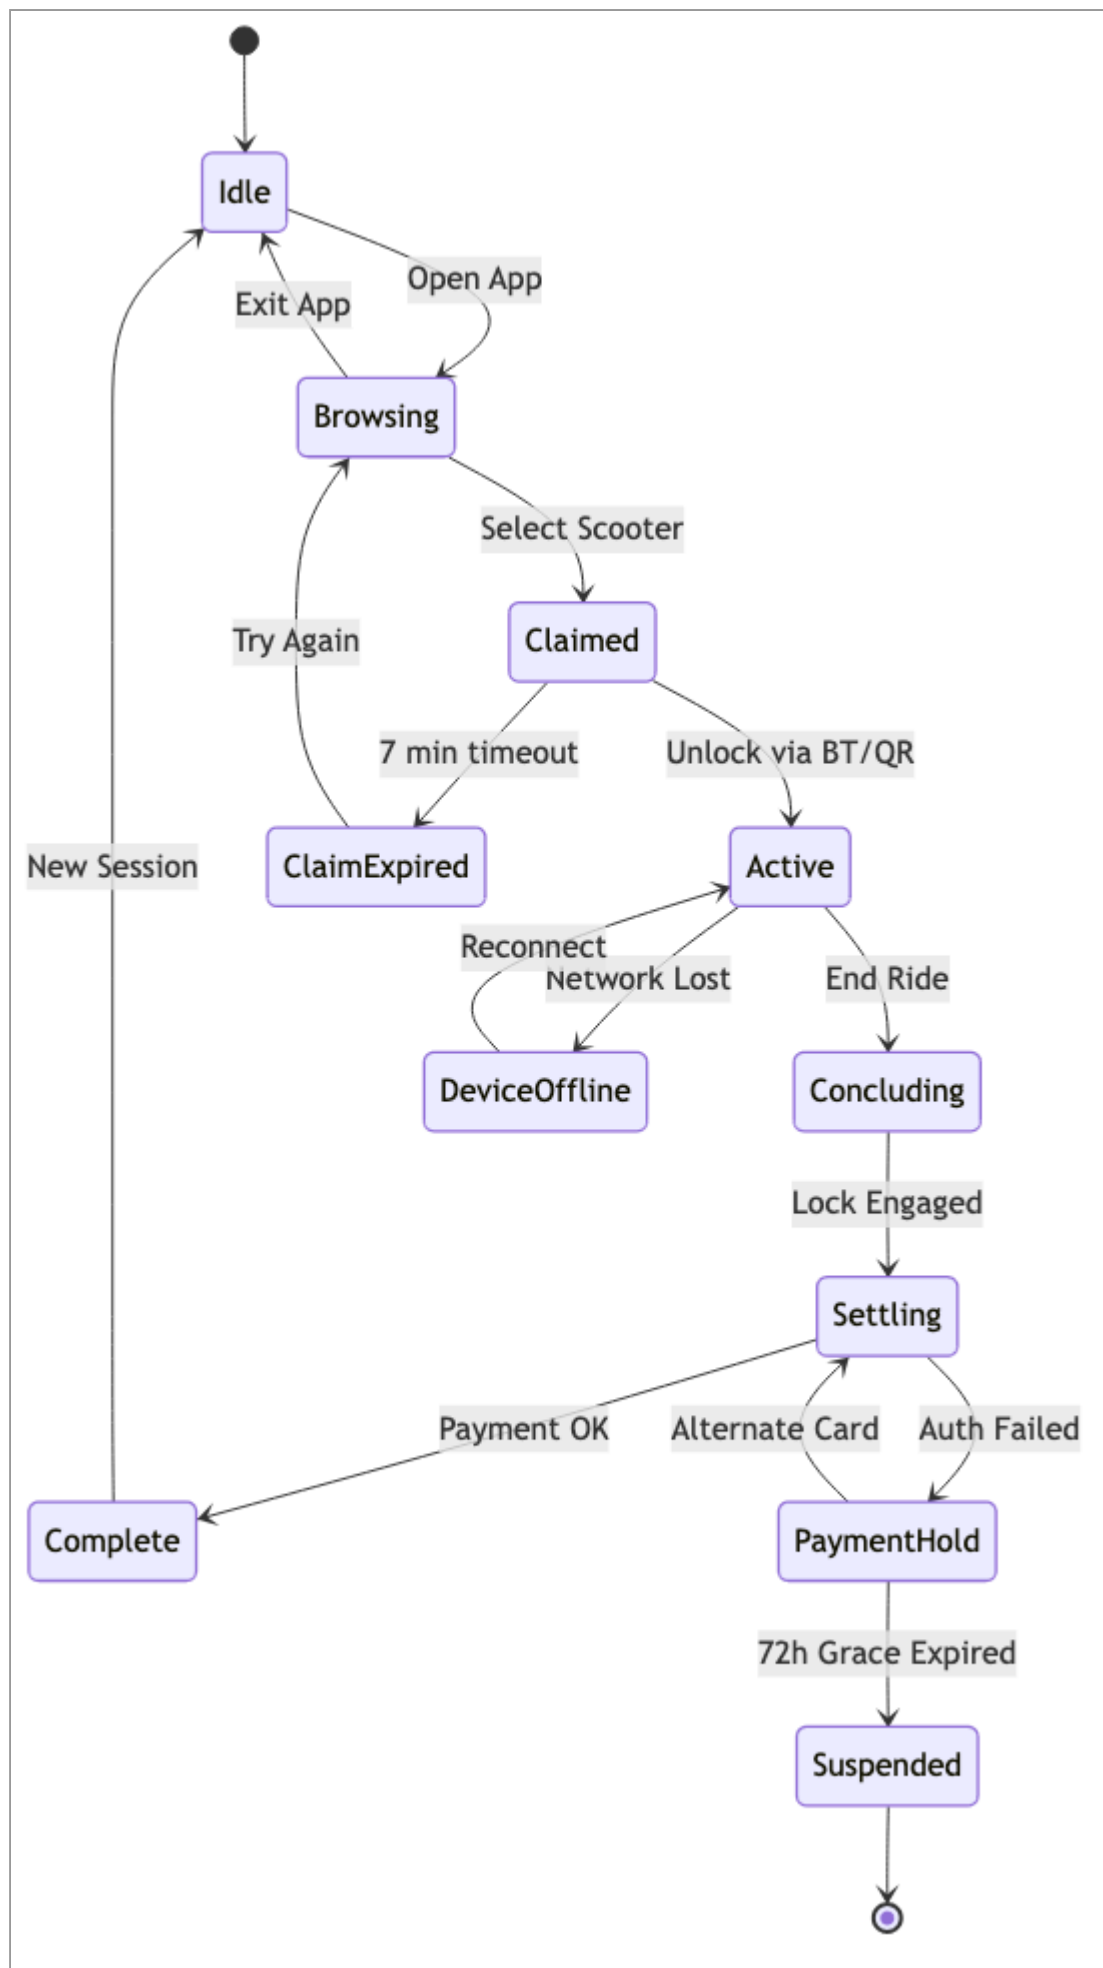 Idle
Open App
Exit App
Browsing
Select Scooter
Claimed
Try Again
7 min timeout
Unlock via BT/QR
New Session
ClaimExpired
Active
Reconnect
Network Lost
End Ride
DeviceOffline
Concluding
Lock Engaged
Settling
Payment OK
Alternate Card
Auth Failed
Complete
PaymentHold
72h Grace Expired
Suspended